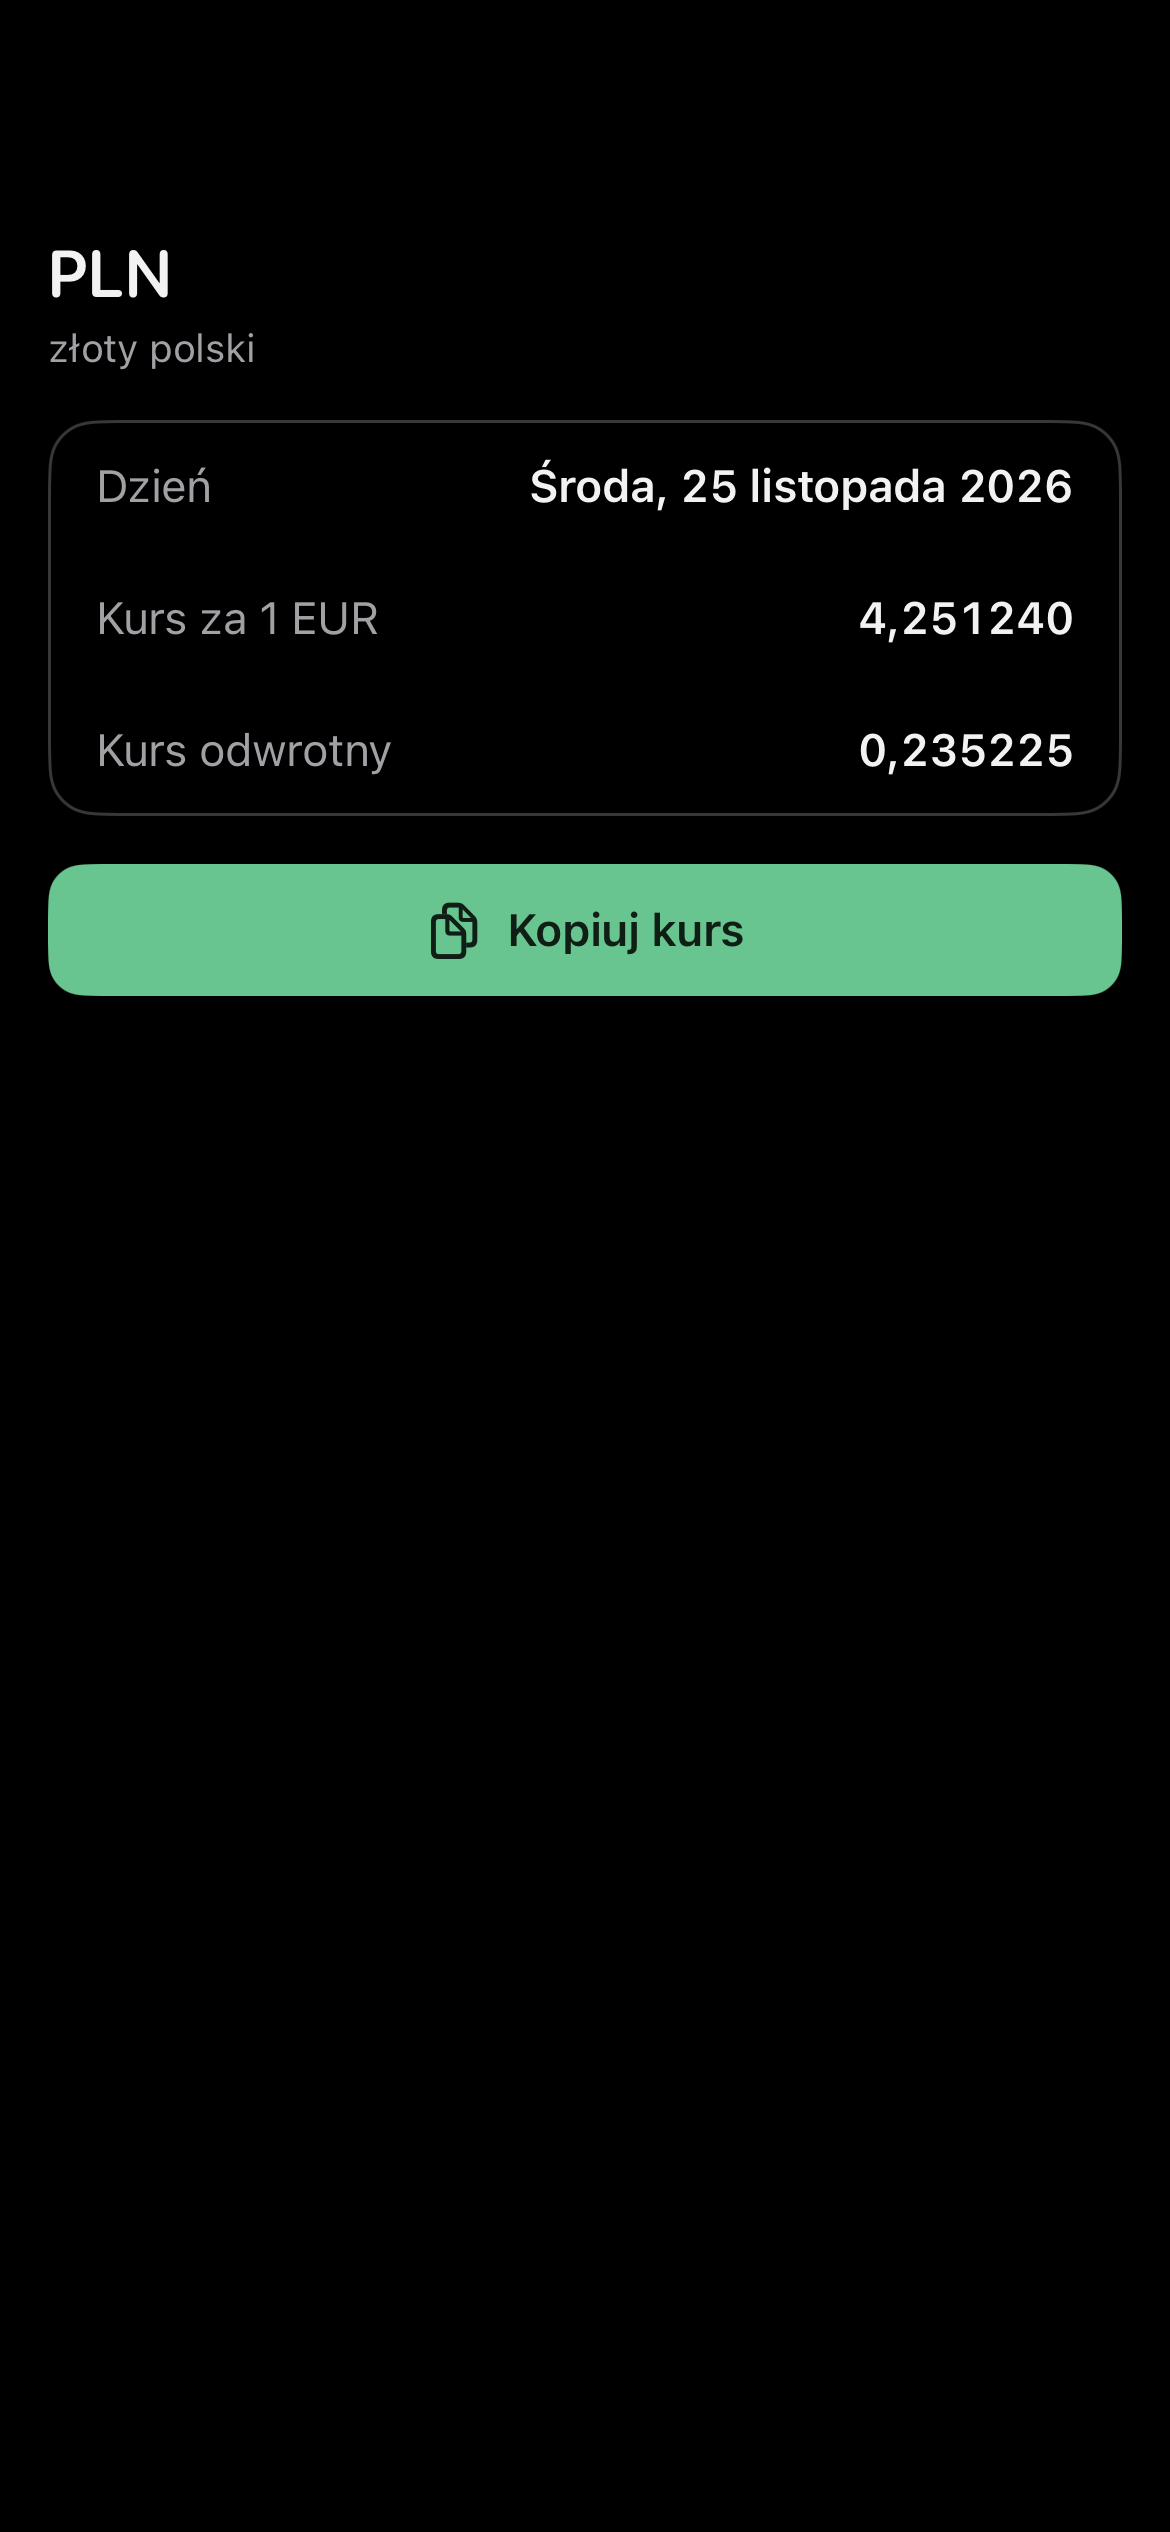 PLN
złoty polski
Dzień Środa, 25 listopada 2026
Kurs za 1 EUR 4,251240
Kurs odwrotny 0,235225
Kopiuj kurs